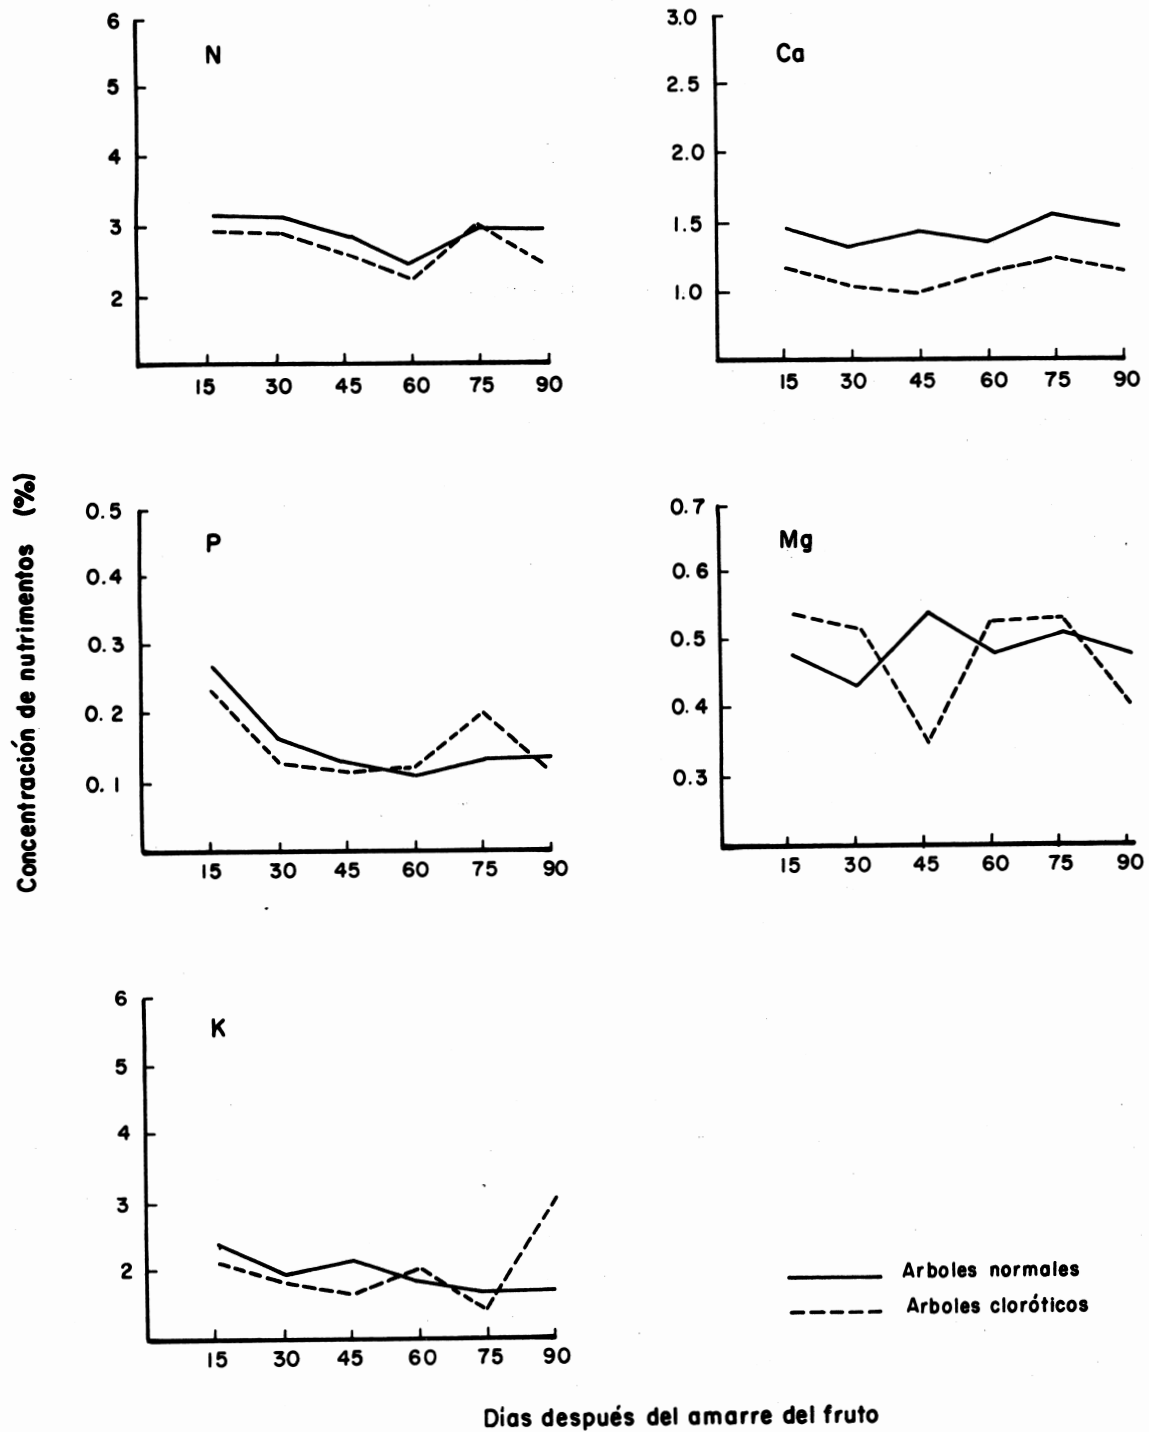 Concentración de nutrimentos (%)
N
6
5
4
3
2
15 30 45 60 75 90
Ca
3.0
2.5
2.0
1.5
1.0
15 30 45 60 75 90
P
0.5
0.4
0.3
0.2
0.1
15 30 45 60 75 90
Mg
0.7
0.6
0.5
0.4
0.3
15 30 45 60 75 90
K
6
5
4
3
2
15 30 45 60 75 90
Arboles normales
Arboles cloróticos
Dias después del amarre del fruto